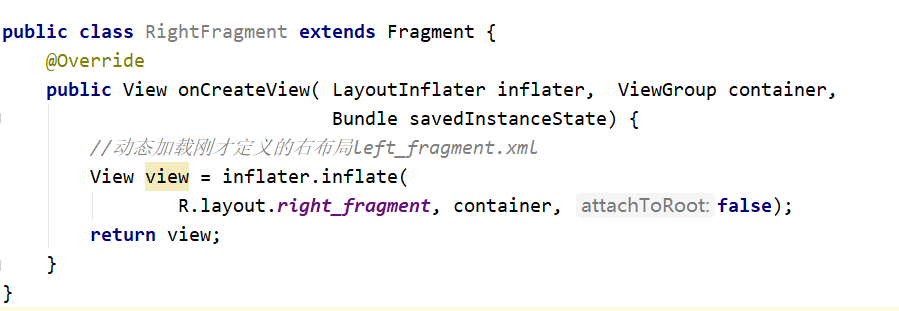 public class RightFragment extends Fragment {
@Override
public View onCreateView( LayoutInflater inflater,  ViewGroup container,
Bundle savedInstanceState) {
//动态加载刚才定义的右布局left_fragment.xml
View view = inflater.inflate(
R.layout.right_fragment, container, attachToRoot: false);
return view;
}
}